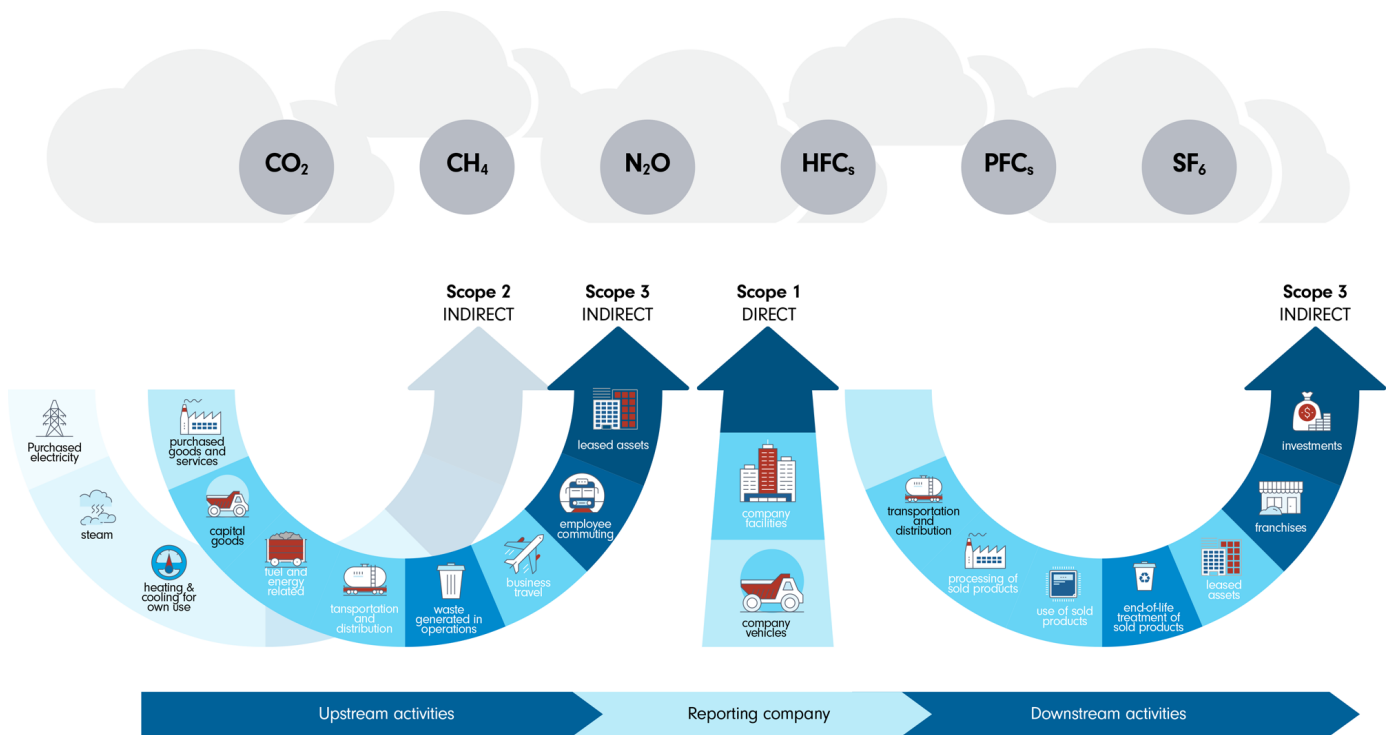 CO₂
CH₄
N₂O
HFCₛ
PFCₛ
SF₆
Scope 2
INDIRECT
Scope 3
INDIRECT
Scope 1
DIRECT
Scope 3
INDIRECT
Purchased
electricity
steam
heating &
cooling for
own use
purchased
goods and
services
capital
goods
fuel and
energy
related
tansportation
and
distribution
waste
generated in
operations
business
travel
employee
commuting
leased assets
company
facilities
company
vehicles
transportation
and
distribution
processing of
sold products
use of sold
products
end-of-life
treatment of
sold products
leased
assets
franchises
investments
Upstream activities
Reporting company
Downstream activities